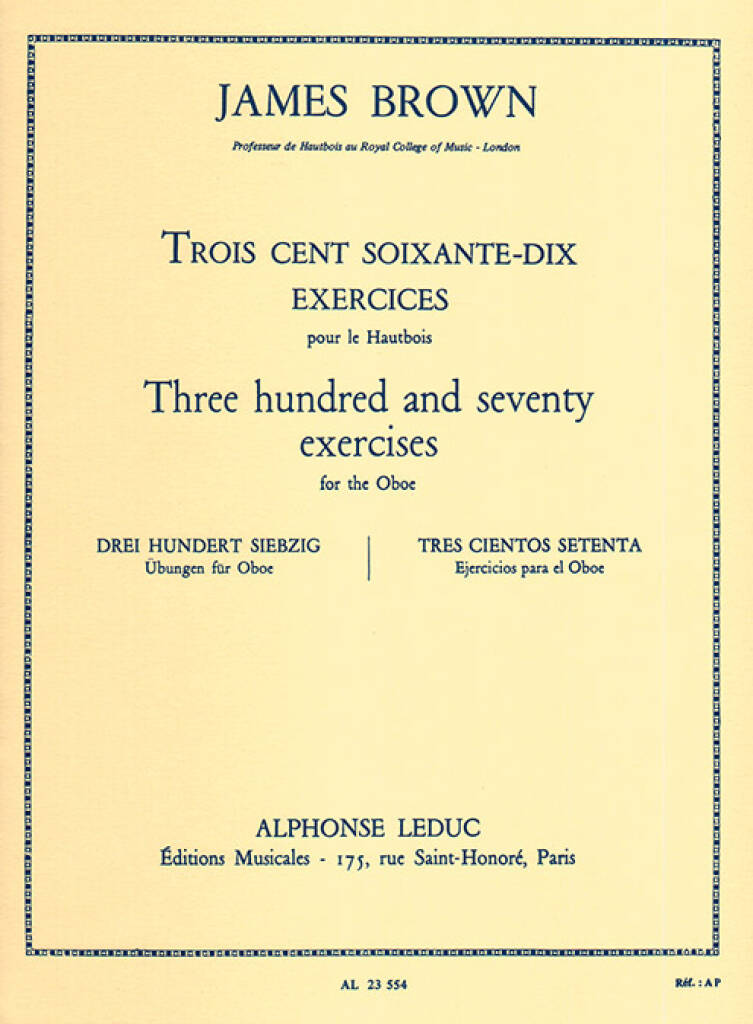 JAMES BROWN
Professeur de Hautbois au Royal College of Music - London
TROIS CENT SOIXANTE-DIX
EXERCICES
pour le Hautbois
Three hundred and seventy
exercises
for the Oboe
DREI HUNDERT SIEBZIG
Übungen für Oboe
TRES CIENTOS SETENTA
Ejercicios para el Oboe
ALPHONSE LEDUC
Éditions Musicales - 175, rue Saint-Honoré, Paris
AL 23 554
Réf. : AP